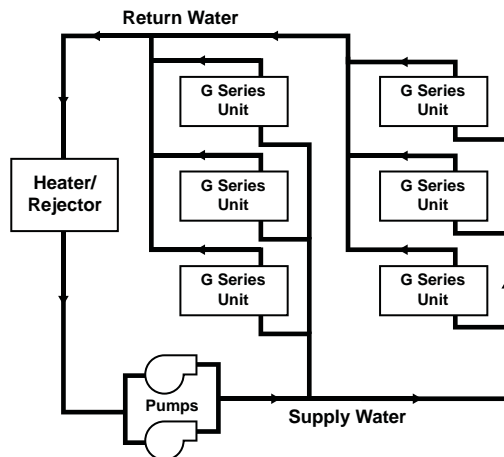 Return Water
G Series
Unit
G Series
Unit
Heater/
Rejector
G Series
Unit
G Series
Unit
G Series
Unit
G Series
Unit
Pumps
Supply Water